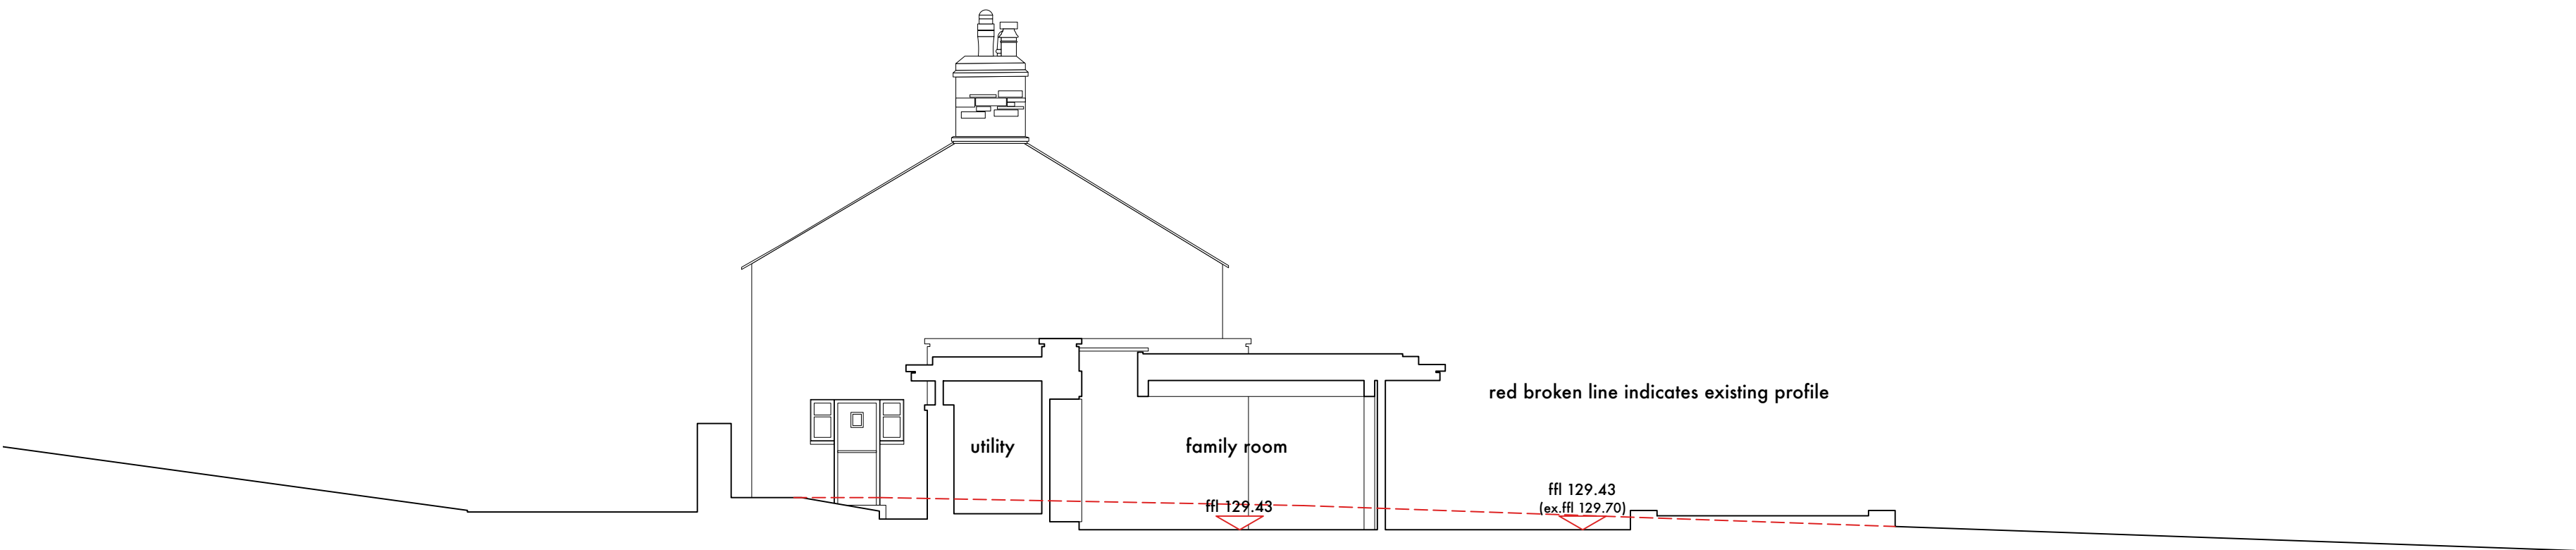 red broken line indicates existing profile
utility
family room
ffl 129.43
ffl 129.43
(ex.ffl 129.70)